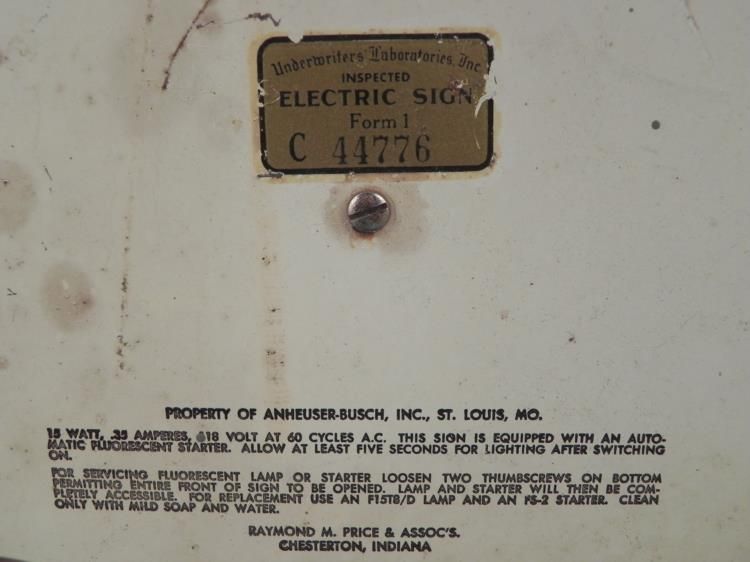 Underwriters' Laboratories, Inc
INSPECTED
ELECTRIC SIGN
Form 1
C 44776
PROPERTY OF ANHEUSER-BUSCH, INC., ST. LOUIS, MO.
15 WATT, .35 AMPERES, 118 VOLT AT 60 CYCLES A.C. THIS SIGN IS EQUIPPED WITH AN AUTO-
MATIC FLUORESCENT STARTER. ALLOW AT LEAST FIVE SECONDS FOR LIGHTING AFTER SWITCHING
ON.
FOR SERVICING FLUORESCENT LAMP OR STARTER LOOSEN TWO THUMBSCREWS ON BOTTOM
PERMITTING ENTIRE FRONT OF SIGN TO BE OPENED. LAMP AND STARTER WILL THEN BE COM-
PLETELY ACCESSIBLE. FOR REPLACEMENT USE AN F15T8/D LAMP AND AN FS-2 STARTER. CLEAN
ONLY WITH MILD SOAP AND WATER.
RAYMOND M. PRICE & ASSOC'S.
CHESTERTON, INDIANA